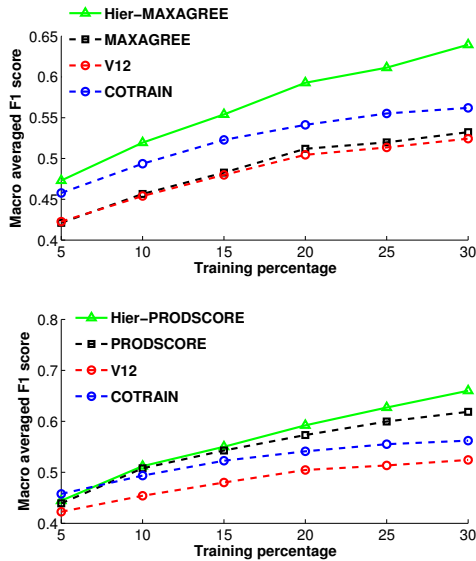 Macro averaged F1 score
0.65
0.6
0.55
0.5
0.45
0.4
Hier-MAXAGREE
MAXAGREE
V12
COTRAIN
5 10 15 20 25 30
Training percentage
Macro averaged F1 score
0.8
0.7
0.6
0.5
0.4
Hier-PRODSCORE
PRODSCORE
V12
COTRAIN
5 10 15 20 25 30
Training percentage